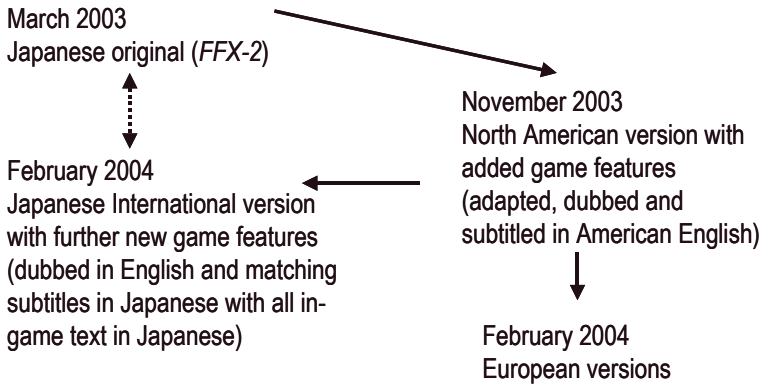 March 2003
Japanese original (FFX-2)
November 2003
North American version with
added game features
(adapted, dubbed and
subtitled in American English)
February 2004
Japanese International version
with further new game features
(dubbed in English and matching
subtitles in Japanese with all in-
game text in Japanese)
February 2004
European versions